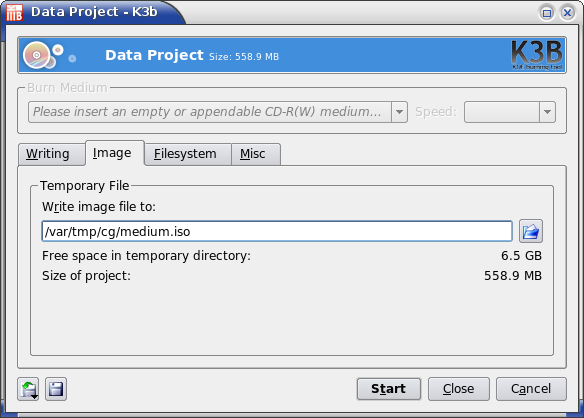 Data Project - K3b
Data Project Size: 558.9 MB
K3B
Burn Medium
Please insert an empty or appendable CD-R(W) medium...
Speed:
Writing Image Filesystem Misc
Temporary File
Write image file to:
/var/tmp/cg/medium.iso
Free space in temporary directory: 6.5 GB
Size of project: 558.9 MB
Start Close Cancel